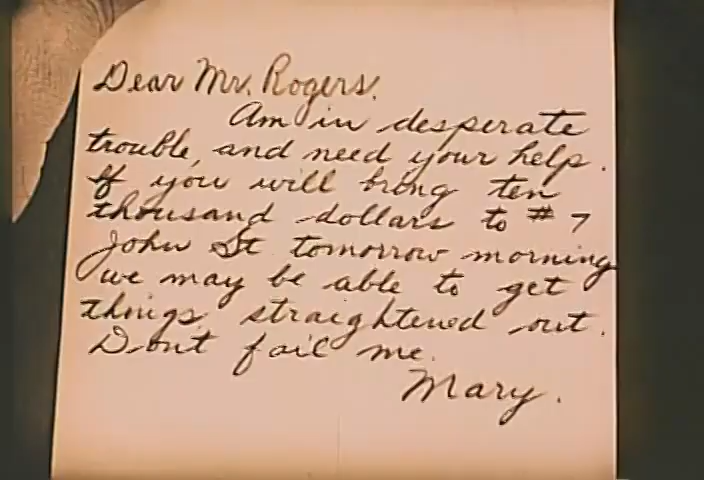 Dear Mr. Rogers.
Am in desperate
trouble, and need your help.
If you will bring ten
thousand dollars to # 7
John St tomorrow morning
we may be able to get
things straightened out.
Dont fail me.
Mary.